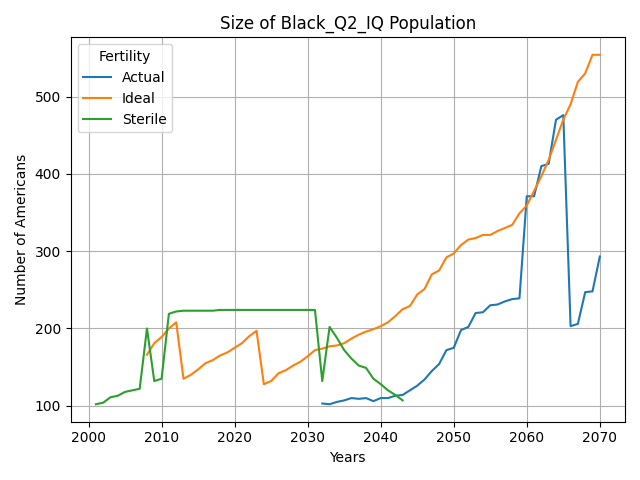 Size of Black_Q2_IQ Population
Fertility
Actual
Ideal
Sterile
Number of Americans
500
400
300
200
100
2000 2010 2020 2030 2040 2050 2060 2070
Years